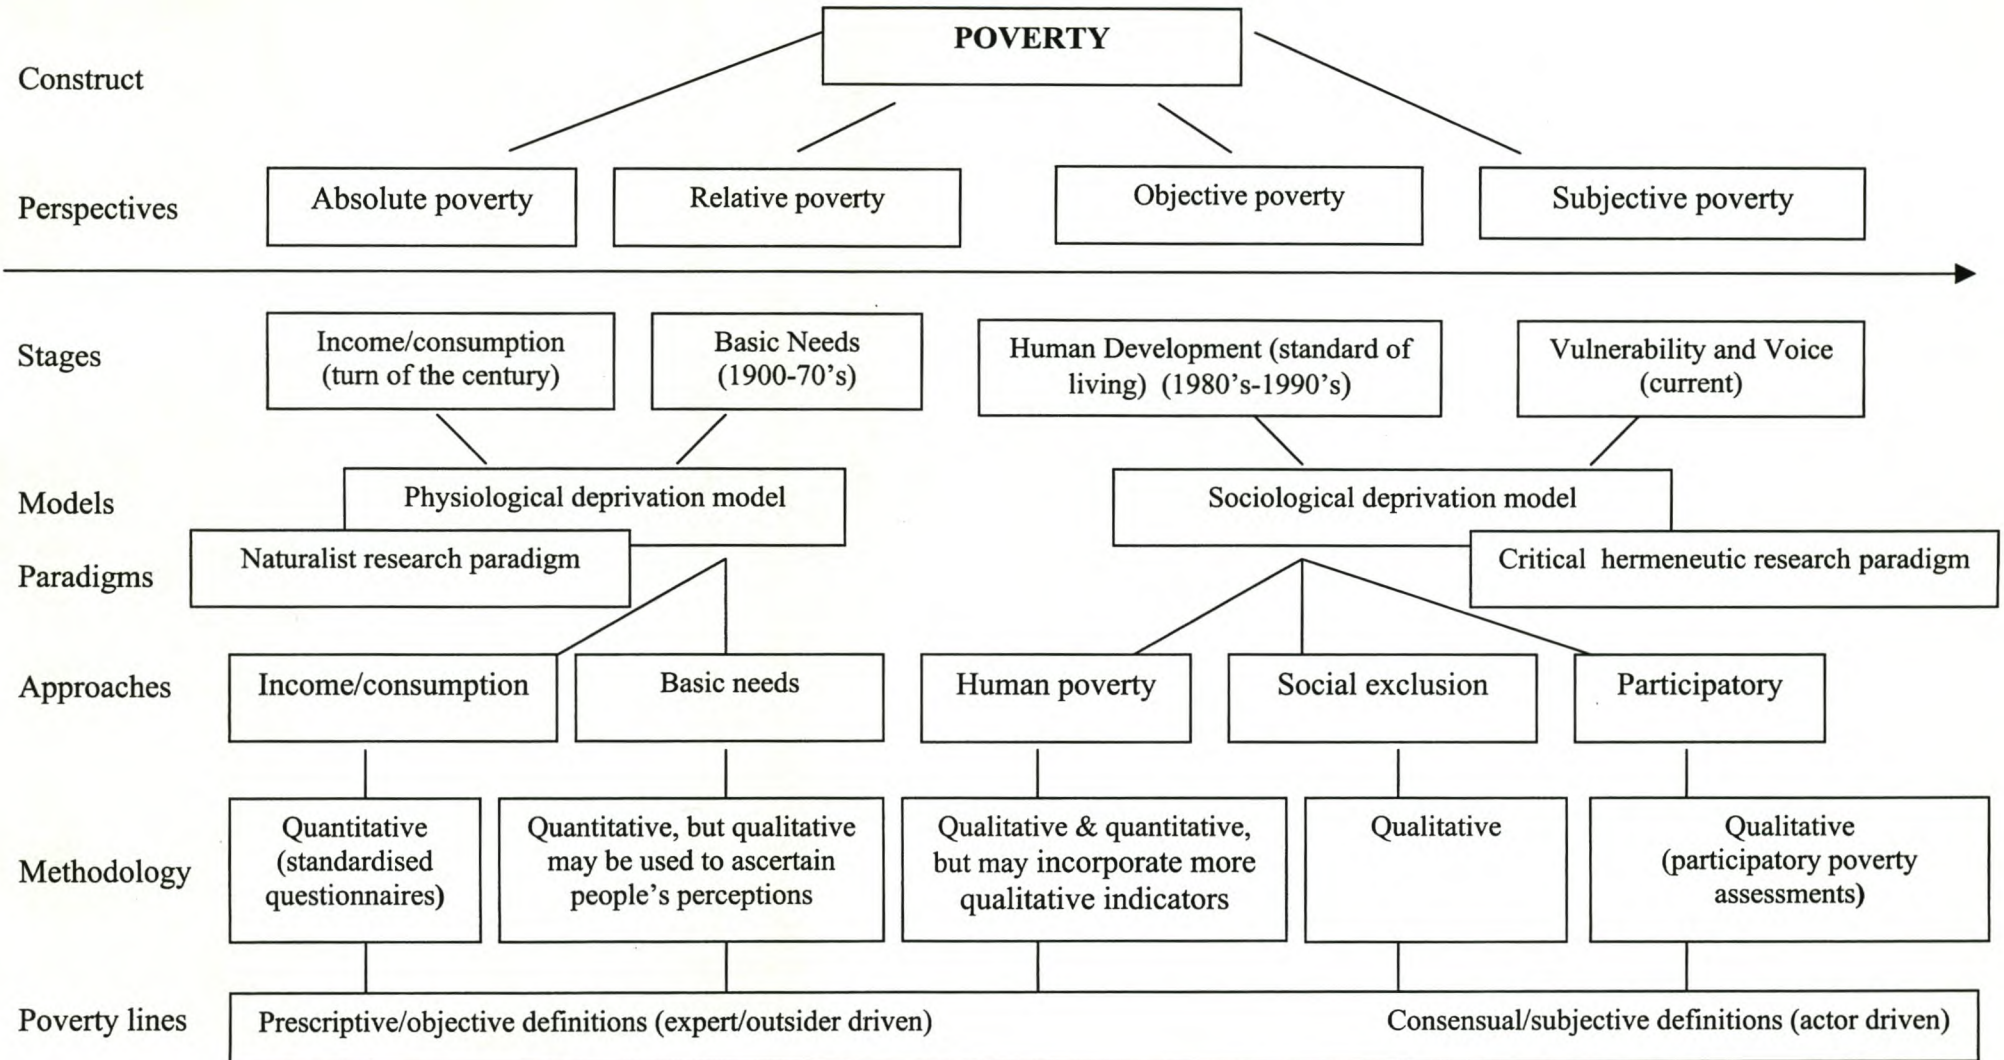 POVERTY
Construct
Perspectives
Absolute poverty
Relative poverty
Objective poverty
Subjective poverty
Stages
Income/consumption
(turn of the century)
Basic Needs
(1900-70's)
Human Development (standard of
living) (1980's-1990's)
Vulnerability and Voice
(current)
Models
Physiological deprivation model
Sociological deprivation model
Paradigms
Naturalist research paradigm
Critical hermeneutic research paradigm
Approaches
Income/consumption
Basic needs
Human poverty
Social exclusion
Participatory
Methodology
Quantitative
(standardised
questionnaires)
Quantitative, but qualitative
may be used to ascertain
people's perceptions
Qualitative & quantitative,
but may incorporate more
qualitative indicators
Qualitative
Qualitative
(participatory poverty
assessments)
Poverty lines
Prescriptive/objective definitions (expert/outsider driven)
Consensual/subjective definitions (actor driven)